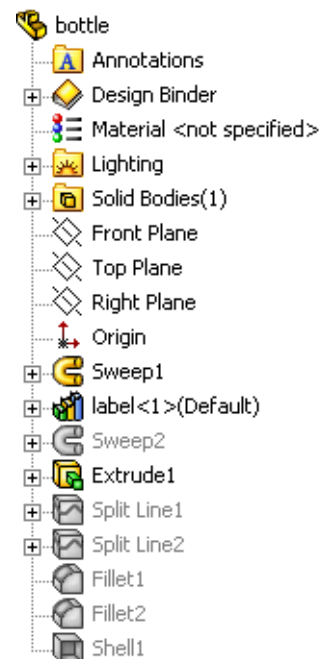 bottle
A Annotations
Design Binder
Material <not specified>
Lighting
Solid Bodies(1)
Front Plane
Top Plane
Right Plane
Origin
Sweep1
label<1>(Default)
Sweep2
Extrude1
Split Line1
Split Line2
Fillet1
Fillet2
Shell1